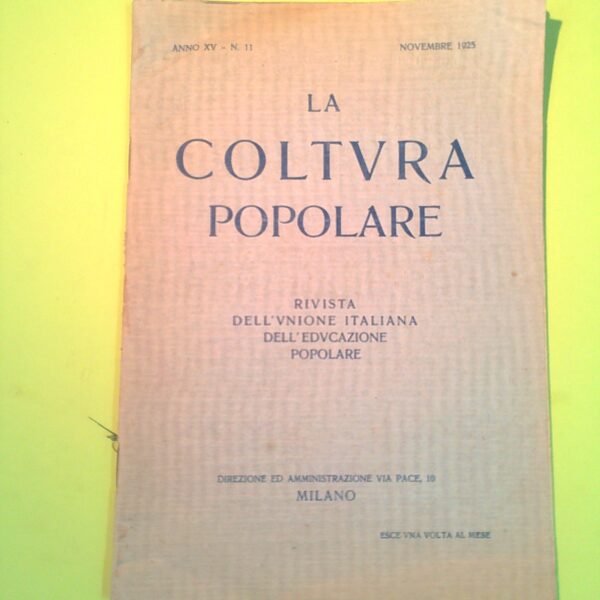 ANNO XV - N. 11
NOVEMBRE 1925
LA
COLTVRA
POPOLARE
RIVISTA
DELL'VNIONE ITALIANA
DELL'EDVCAZIONE
POPOLARE
DIREZIONE ED AMMINISTRAZIONE VIA PACE, 10
MILANO
ESCE VNA VOLTA AL MESE